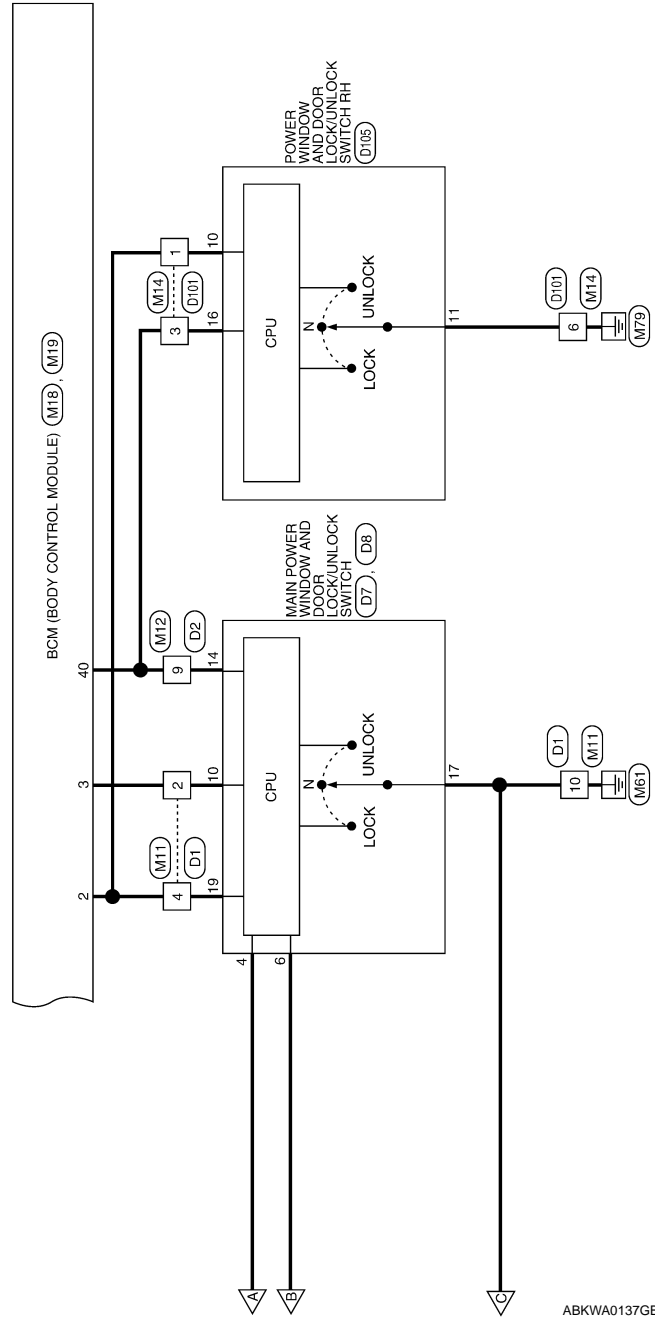 BCM (BODY CONTROL MODULE) M18 , M19
2
3
40
M11
M12
M14
4
2
9
3
1
D1
D2
D101
19
10
14
16
10
MAIN POWER
WINDOW AND
DOOR
LOCK/UNLOCK
SWITCH
D7 , D8
POWER
WINDOW
AND DOOR
LOCK/UNLOCK
SWITCH RH
D105
4
6
CPU
LOCK
N
UNLOCK
CPU
LOCK
N
UNLOCK
17
11
D1
10
M11
M61
D101
6
M14
M79
A
B
C
ABKWA0137GE